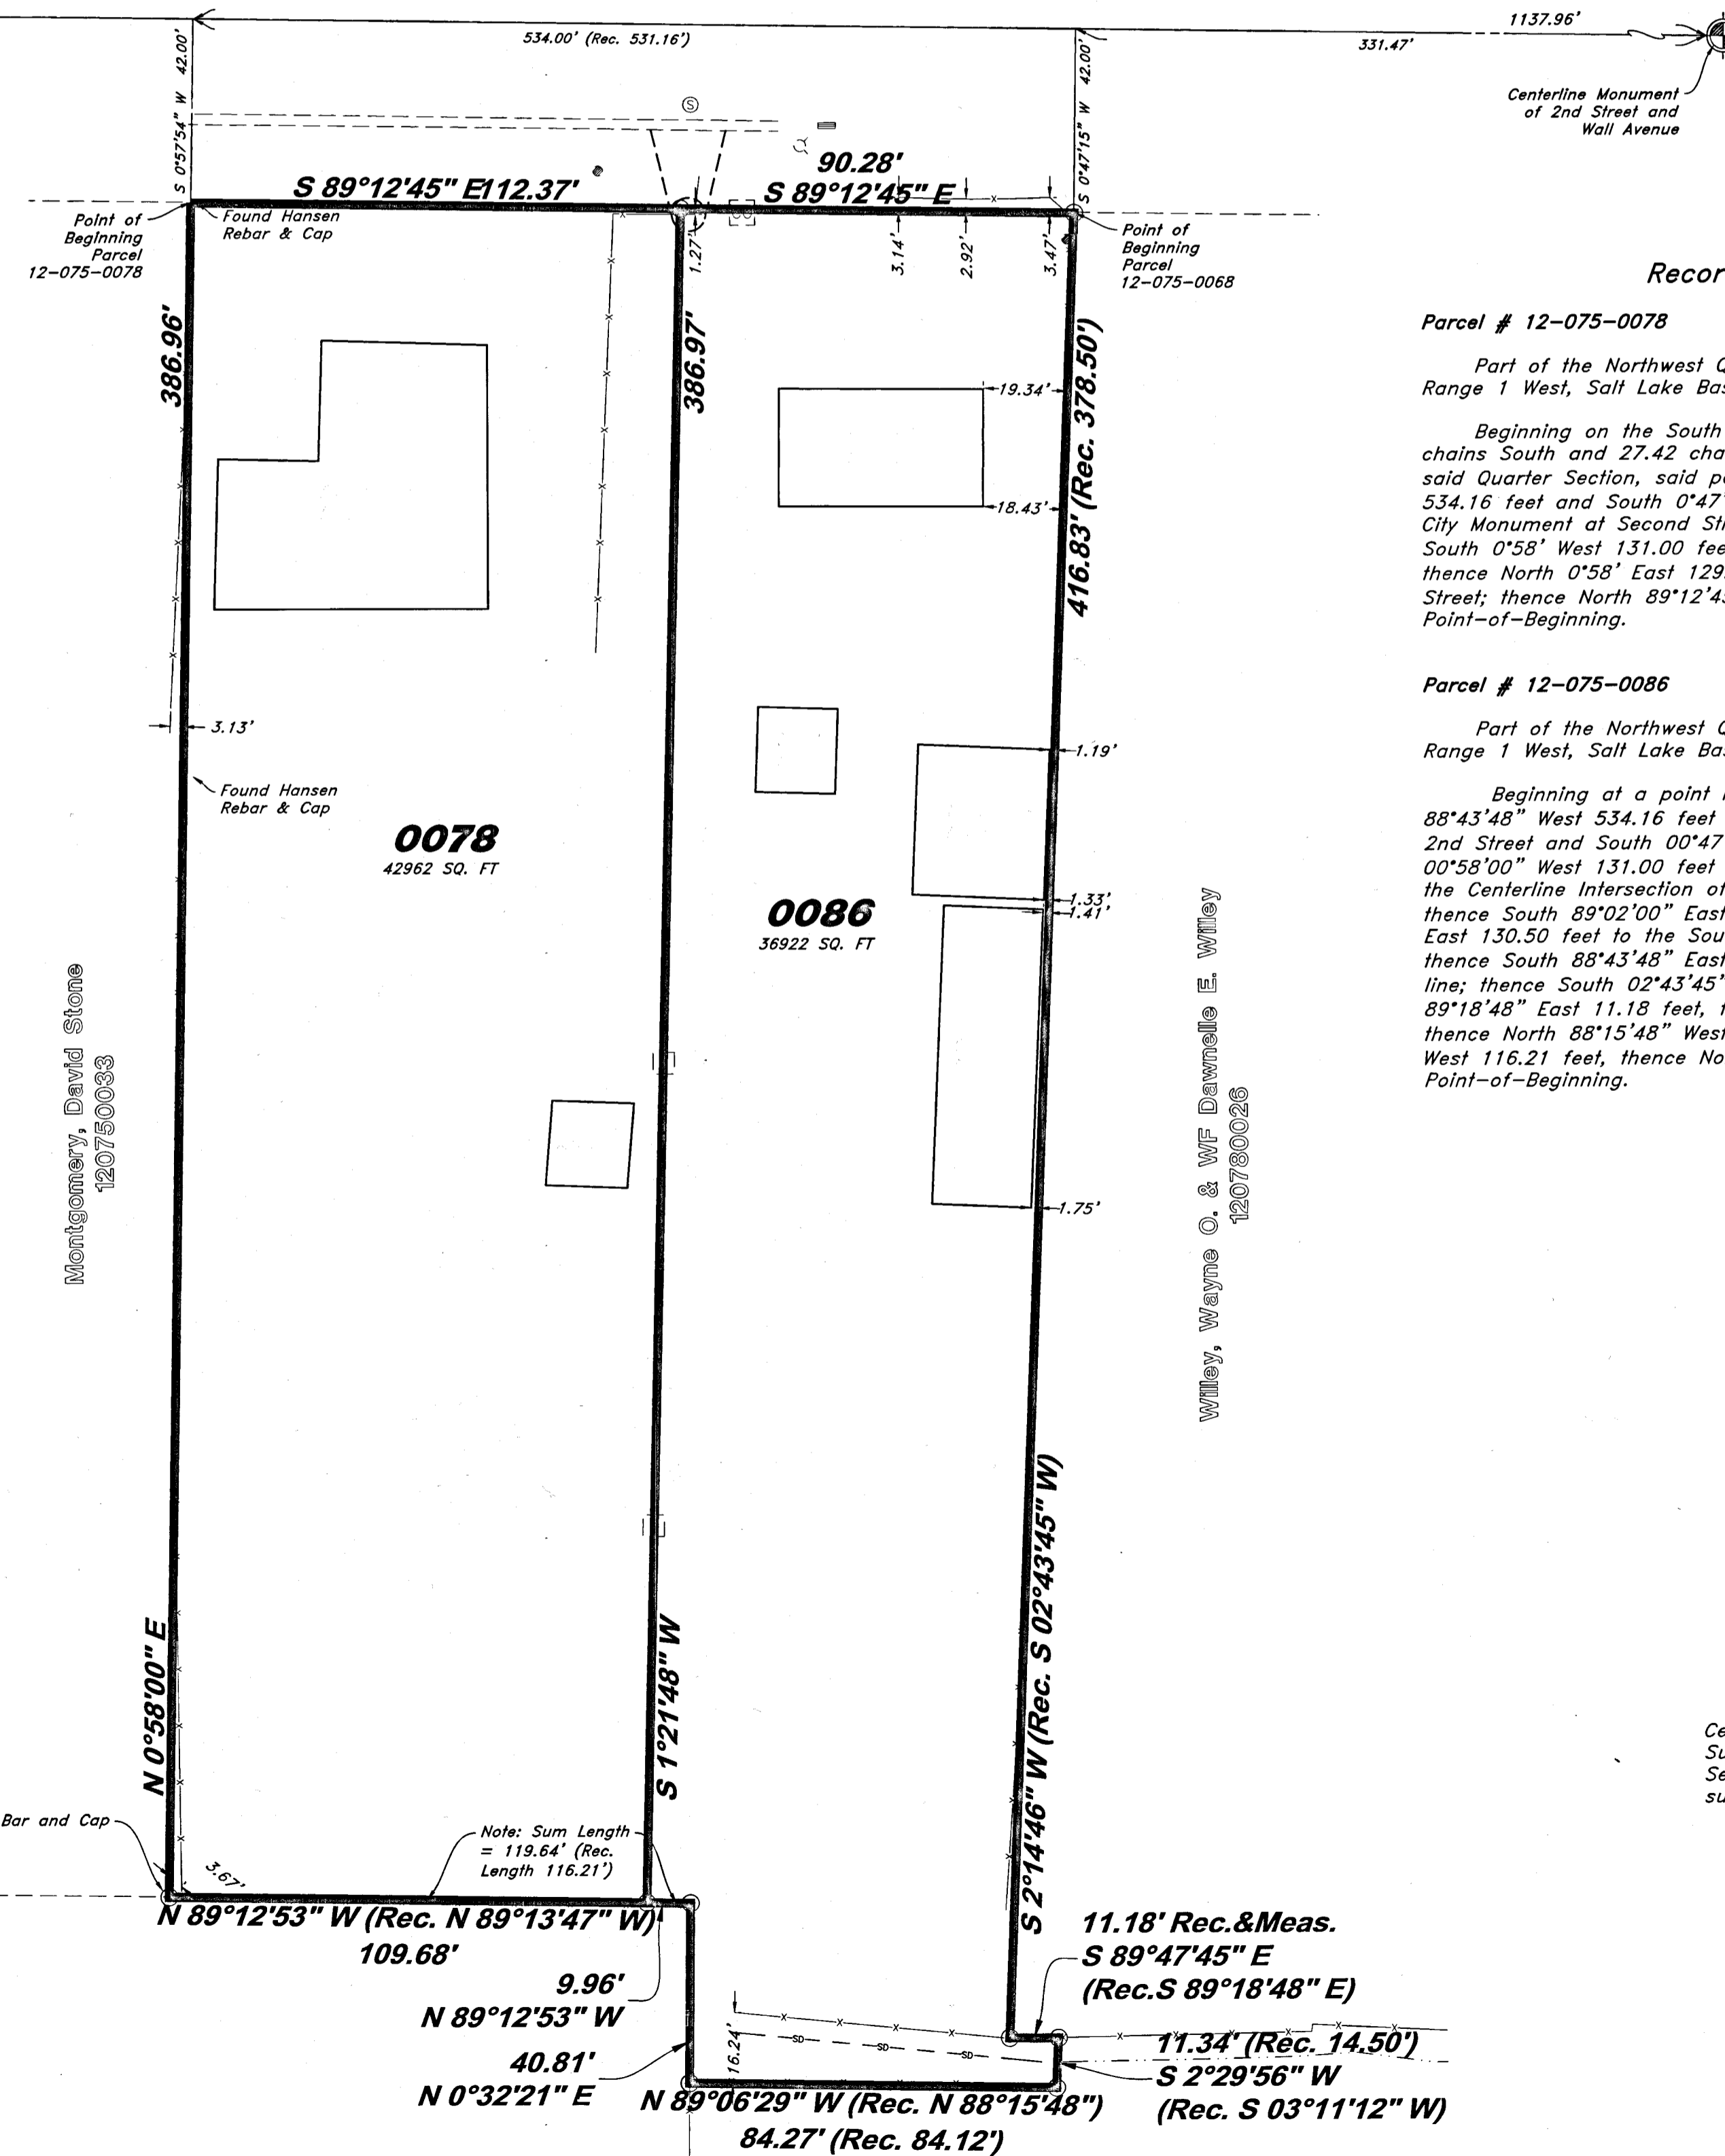 1137.96'
534.00' (Rec. 531.16')
331.47'
S 0°57'54" W 42.00'
S 0°47'15" W 42.00'
Centerline Monument
of 2nd Street and
Wall Avenue
S
90.28'
S 89°12'45" E
S 89°12'45" E
112.37'
Point of
Beginning
Parcel
12-075-0078
Found Hansen
Rebar & Cap
1.27'
3.14'
2.92'
3.47'
Point of
Beginning
Parcel
12-075-0068
386.96'
386.97'
416.83' (Rec. 378.50')
19.34'
18.43'
3.13'
Found Hansen
Rebar & Cap
1.19'
0078
42962 SQ. FT
0086
36922 SQ. FT
1.33'
1.41'
1.75'
Montgomery, David Stone
120750033
Willey, Wayne O. & WF Dawnelle E. Willey
120780026
N 0°58'00" E
S 1°21'48" W
S 2°14'46" W (Rec. S 02°43'45" W)
Bar and Cap
3.67'
Note: Sum Length
= 119.64' (Rec.
Length 116.21')
N 89°12'53" W (Rec. N 89°13'47" W)
109.68'
9.96'
N 89°12'53" W
40.81'
N 0°32'21" E
11.18' Rec.&Meas.
S 89°47'45" E
(Rec.S 89°18'48" E)
16.24'
SD
SD
SD
11.34' (Rec. 14.50')
S 2°29'56" W
(Rec. S 03°11'12" W)
N 89°06'29" W (Rec. N 88°15'48")
84.27' (Rec. 84.12')
Recor
Parcel # 12-075-0078
Part of the Northwest Q
Range 1 West, Salt Lake Bas
Beginning on the South
chains South and 27.42 cha
said Quarter Section, said p
534.16 feet and South 0°47'
City Monument at Second Str
South 0°58' West 131.00 fee
thence North 0°58' East 129.
Street; thence North 89°12'45
Point-of-Beginning.
Parcel # 12-075-0086
Part of the Northwest Q
Range 1 West, Salt Lake Bas
Beginning at a point
88°43'48" West 534.16 feet
2nd Street and South 00°47
00°58'00" West 131.00 feet
the Centerline Intersection of
thence South 89°02'00" East
East 130.50 feet to the Sou
thence South 88°43'48" East
line; thence South 02°43'45"
89°18'48" East 11.18 feet, t
thence North 88°15'48" West
West 116.21 feet, thence No
Point-of-Beginning.
Ce
Su
Se
su